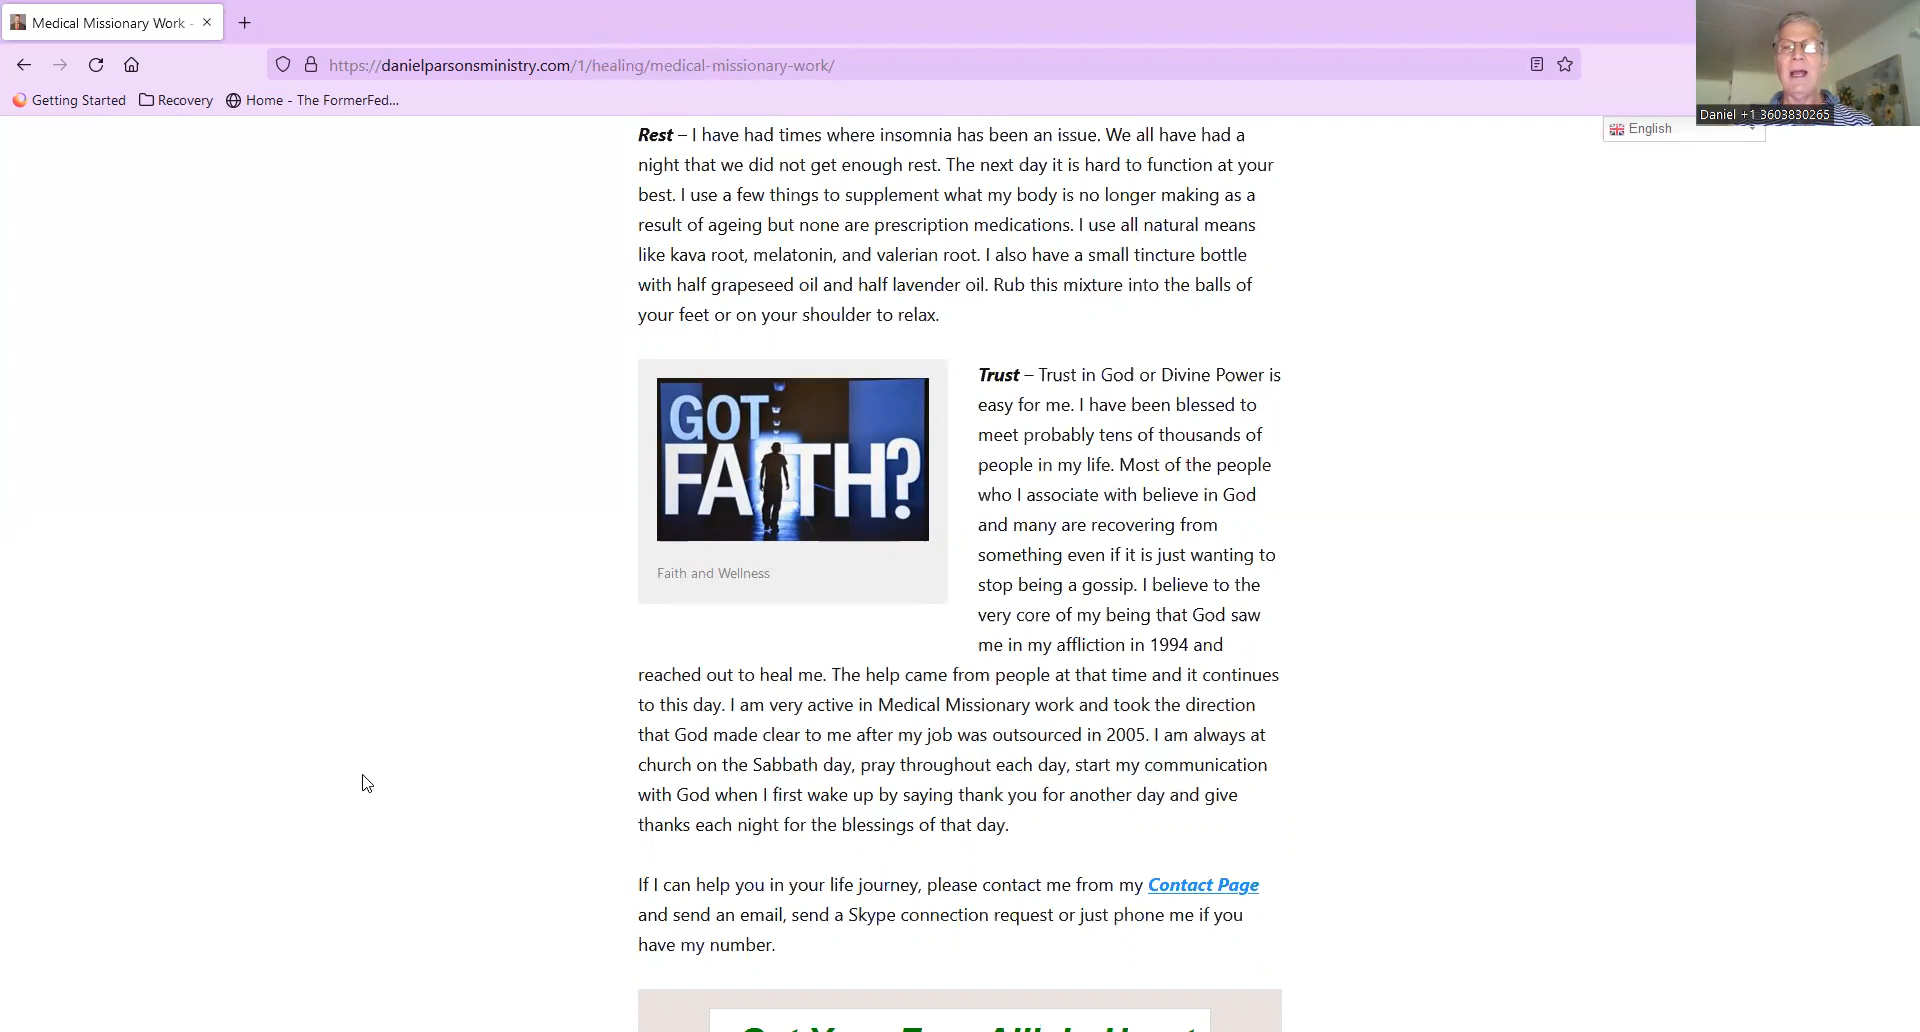 Medical Missionary Work -
https://danielparsonsministry.com/1/healing/medical-missionary-work/
Getting Started
Recovery
Home - The FormerFed...
Daniel +1 3603830265
English
Rest – I have had times where insomnia has been an issue. We all have had a
night that we did not get enough rest. The next day it is hard to function at your
best. I use a few things to supplement what my body is no longer making as a
result of ageing but none are prescription medications. I use all natural means
like kava root, melatonin, and valerian root. I also have a small tincture bottle
with half grapeseed oil and half lavender oil. Rub this mixture into the balls of
your feet or on your shoulder to relax.
GOT
FAITH?
Faith and Wellness
Trust – Trust in God or Divine Power is
easy for me. I have been blessed to
meet probably tens of thousands of
people in my life. Most of the people
who I associate with believe in God
and many are recovering from
something even if it is just wanting to
stop being a gossip. I believe to the
very core of my being that God saw
me in my affliction in 1994 and
reached out to heal me. The help came from people at that time and it continues
to this day. I am very active in Medical Missionary work and took the direction
that God made clear to me after my job was outsourced in 2005. I am always at
church on the Sabbath day, pray throughout each day, start my communication
with God when I first wake up by saying thank you for another day and give
thanks each night for the blessings of that day.
If I can help you in your life journey, please contact me from my Contact Page
and send an email, send a Skype connection request or just phone me if you
have my number.